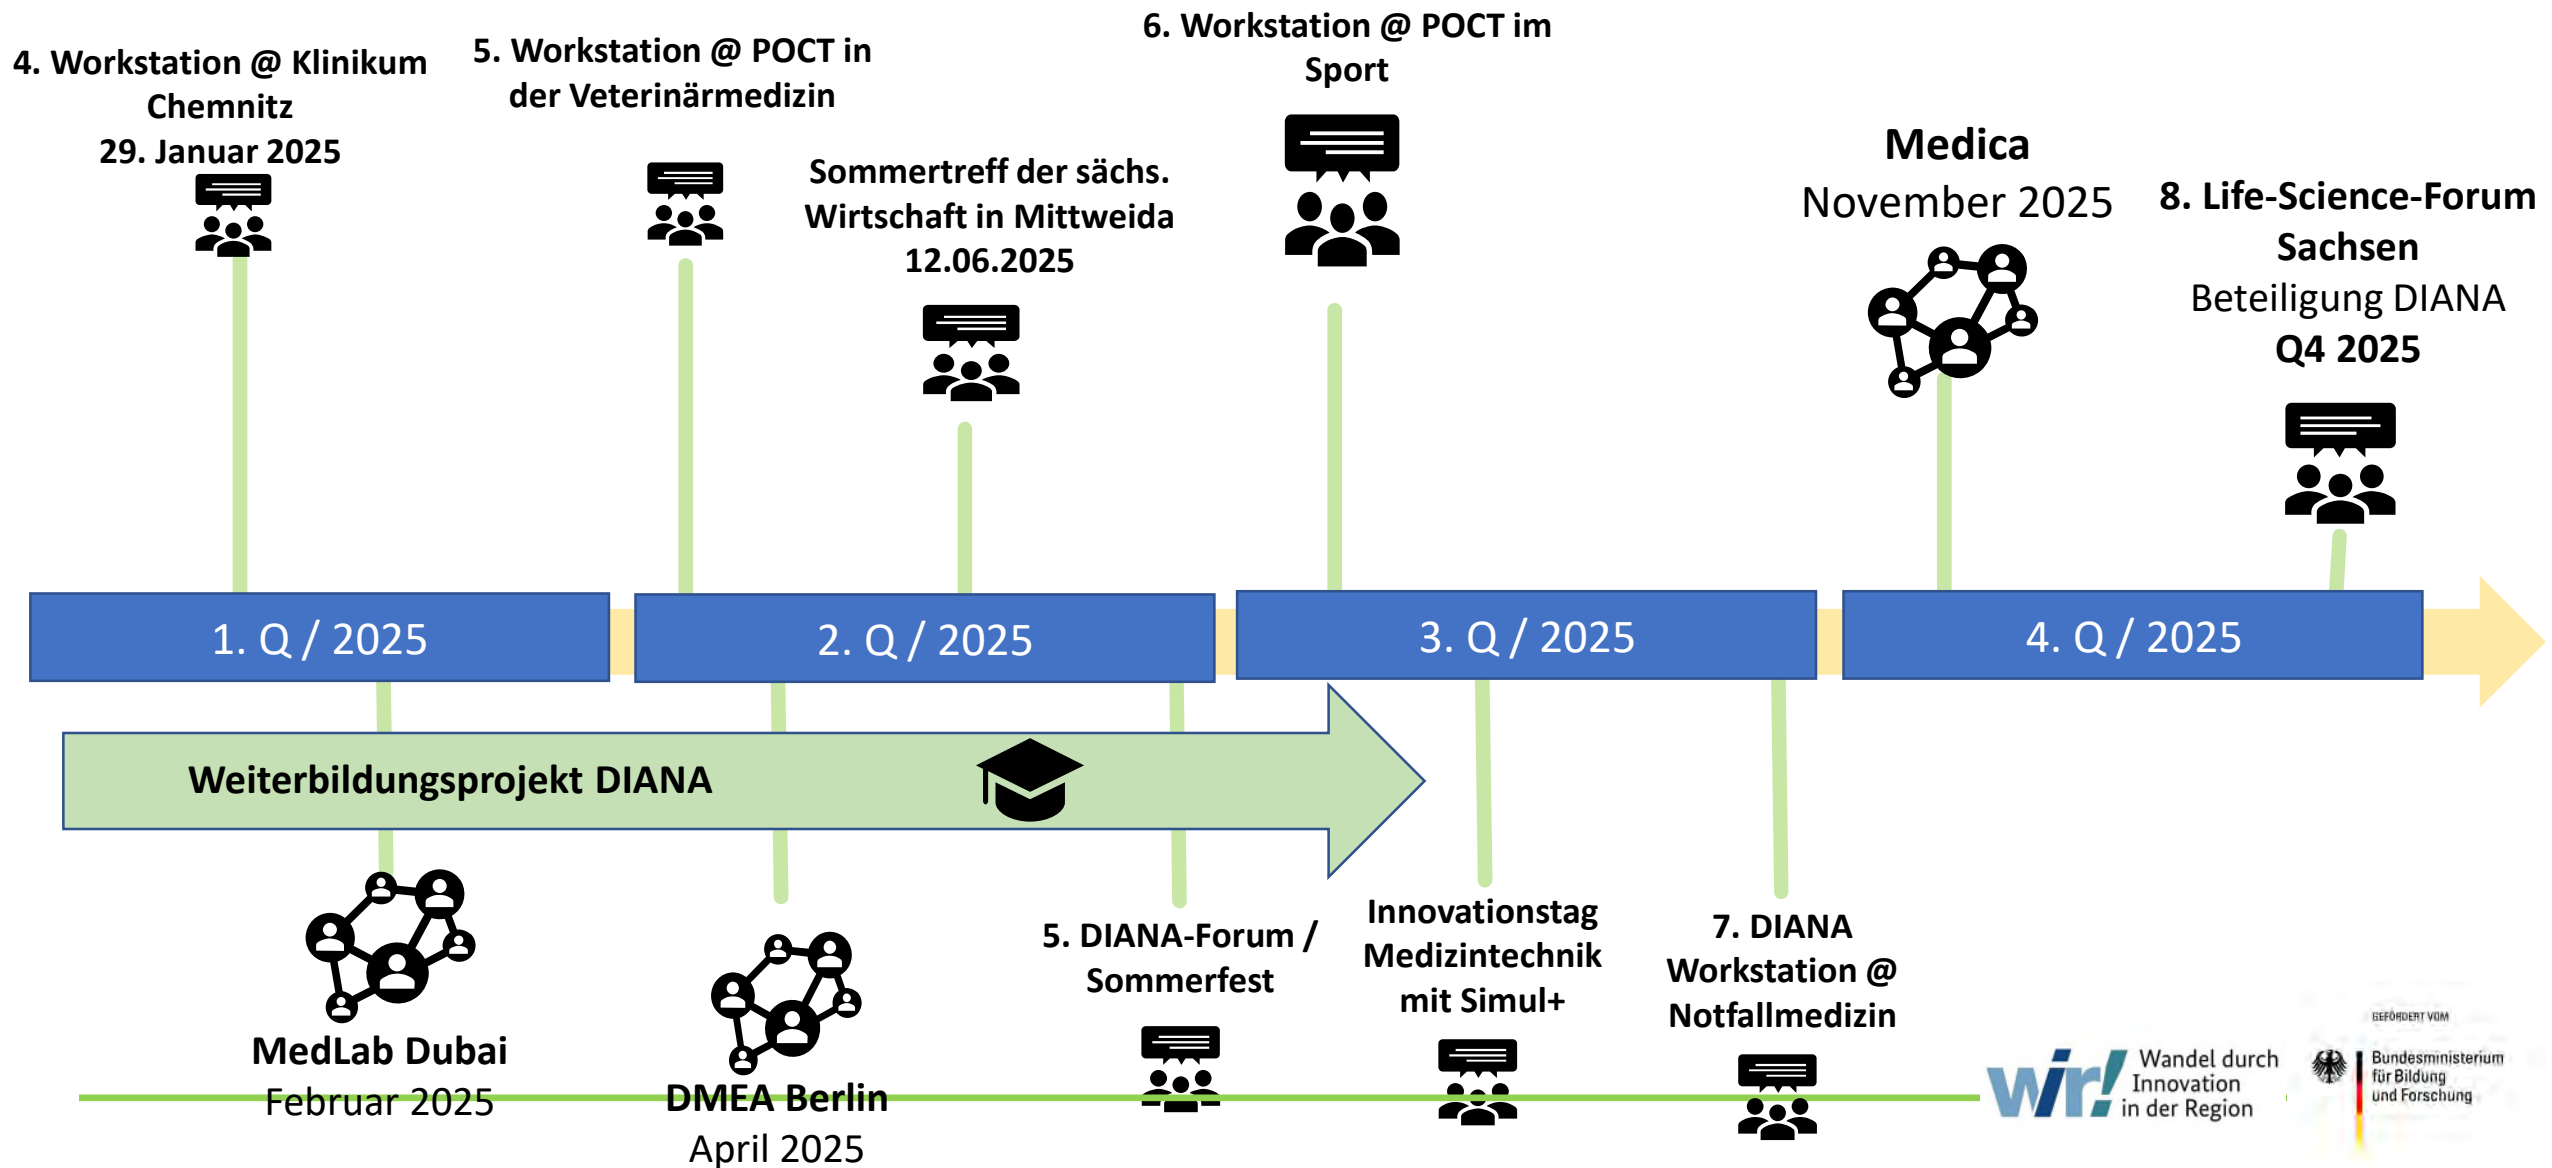 4. Workstation @ Klinikum
Chemnitz
29. Januar 2025
5. Workstation @ POCT in
der Veterinärmedizin
Sommertreff der sächs.
Wirtschaft in Mittweida
12.06.2025
6. Workstation @ POCT im
Sport
Medica
November 2025
8. Life-Science-Forum
Sachsen
Beteiligung DIANA
Q4 2025
1. Q / 2025
2. Q / 2025
3. Q / 2025
4. Q / 2025
Weiterbildungsprojekt DIANA
MedLab Dubai
Februar 2025
DMEA Berlin
April 2025
5. DIANA-Forum /
Sommerfest
Innovationstag
Medizintechnik
mit Simul+
7. DIANA
Workstation @
Notfallmedizin
wir!
Wandel durch
Innovation
in der Region
GEFÖRDERT VOM
Bundesministerium
für Bildung
und Forschung